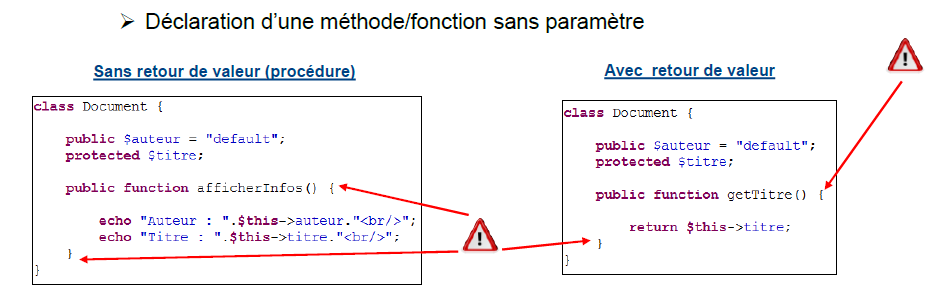 ➢ Déclaration d'une méthode/fonction sans paramètre
Sans retour de valeur (procédure)
class Document {
public $auteur = "default";
protected $titre;
public function afficherInfos() {
echo "Auteur : ".$this->auteur."<br/>";
echo "Titre : ".$this->titre."<br/>";
}
}
Avec retour de valeur
class Document {
public $auteur = "default";
protected $titre;
public function getTitre() {
return $this->titre;
}
}